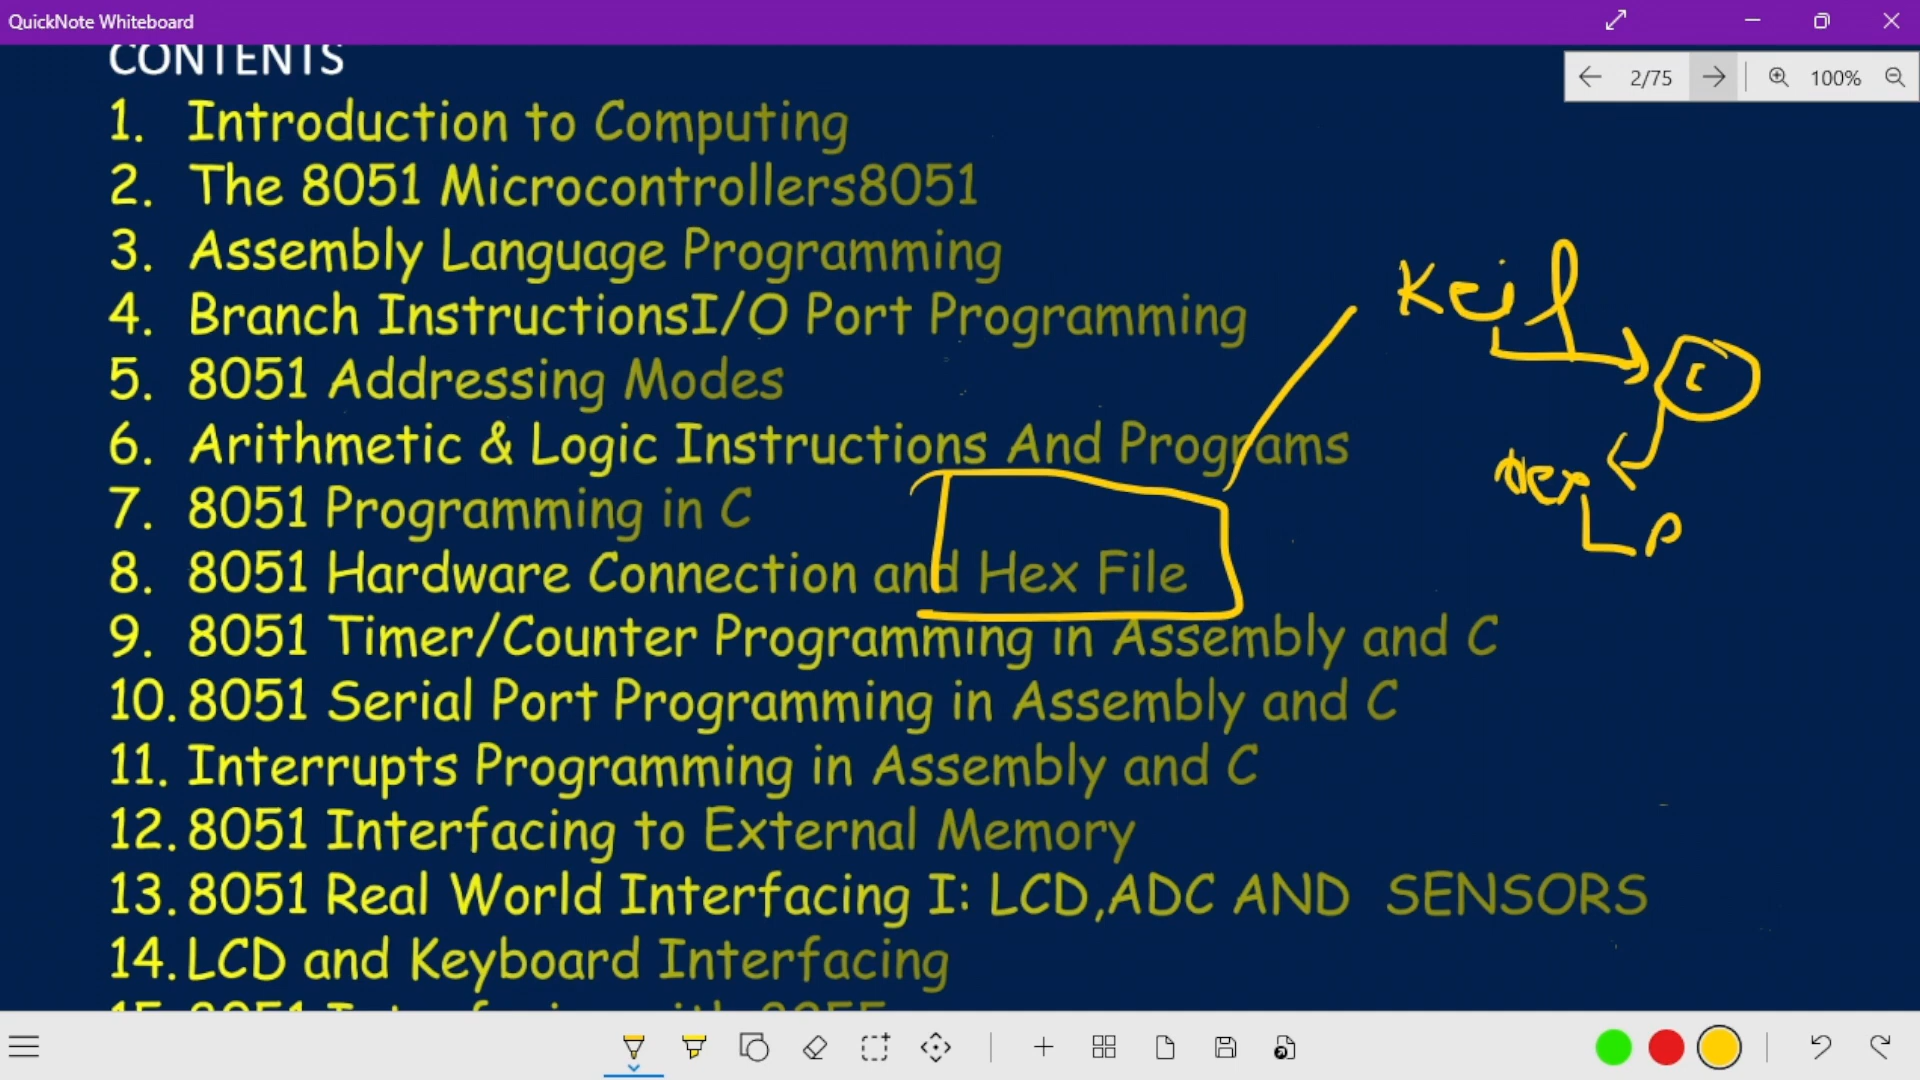 QuickNote Whiteboard
2/75
100%
CONTENTS
1. Introduction to Computing
2. The 8051 Microcontrollers8051
3. Assembly Language Programming
4. Branch InstructionsI/O Port Programming
5. 8051 Addressing Modes
6. Arithmetic & Logic Instructions And Programs
7. 8051 Programming in C
8. 8051 Hardware Connection and Hex File
9. 8051 Timer/Counter Programming in Assembly and C
10. 8051 Serial Port Programming in Assembly and C
11. Interrupts Programming in Assembly and C
12. 8051 Interfacing to External Memory
13. 8051 Real World Interfacing I: LCD,ADC AND SENSORS
14. LCD and Keyboard Interfacing
Keil
C
Hex